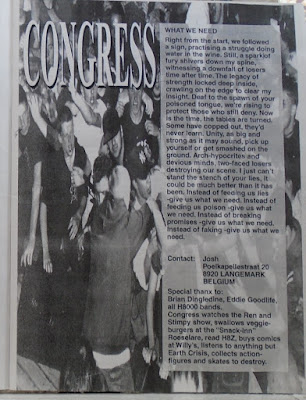 CONGRESS
WHAT WE NEED
Right from the start, we followed
a sign, practising a struggle doing
water in the wine. Still, a spark of
fury shivers down my spine,
witnessing a downfall of losers
time after time. The legacy of
strength locked deep inside,
crawling on the edge to clear my
insight. Deaf to the spawn of your
poisoned tongue, we're rising to
protect those who still deny. Now
is the time, the tables are turned.
Some have copped out, they'd
never learn. Unity, as big and
strong as it may sound, pick up
yourself or get smashed on the
ground. Arch-hypocrites and
devious minds, two-faced losers
destroying our scene. I just can't
stand the stench of your lies. It
could be much better than it has
been. Instead of feeding us lies
-give us what we need. Instead of
feeding us poison -give us what
we need. Instead of breaking
promises -give us what we need.
Instead of faking -give us what we
need.
Contact: Josh
Poelkapellestraat 20
8920 LANGEMARK
BELGIUM
Special thanx to:
Brian Dingledine, Eddie Goodlife,
all H8000 bands.
Congress watches the Ren and
Stimpy show, swallows veggie-
burgers at the "Snack-Inn"
Roeselare, read H8Z, buys comics
at Willy's, listens to anything but
Earth Crisis, collects action-
figures and skates to destroy.